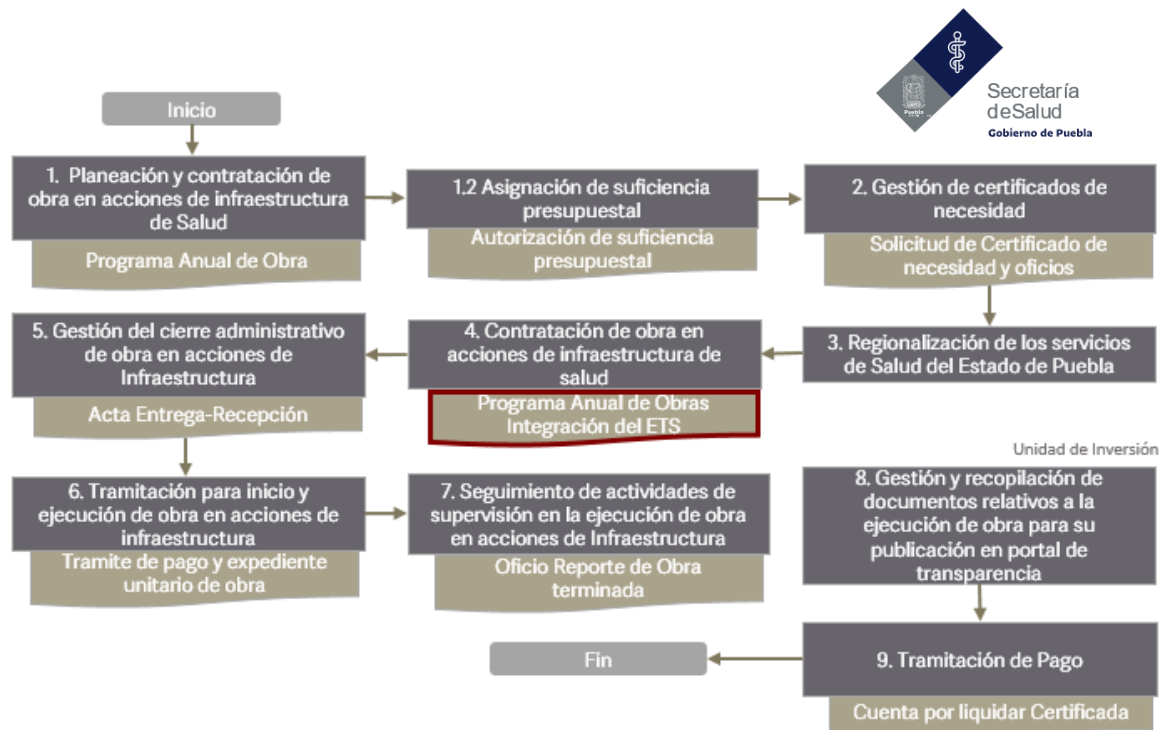 Secretaría
deSalud
Gobierno de Puebla
Puebla
Inicio
1. Planeación y contratación de
obra en acciones de infraestructura
de Salud
Programa Anual de Obra
1.2 Asignación de suficiencia
presupuestal
Autorización de suficiencia
presupuestal
2. Gestión de certificados de
necesidad
Solicitud de Certificado de
necesidad y oficios
3. Regionalización de los servicios
de Salud del Estado de Puebla
4. Contratación de obra en
acciones de infraestructura de
salud
Programa Anual de Obras
Integración del ETS
5. Gestión del cierre administrativo
de obra en acciones de
Infraestructura
Acta Entrega-Recepción
6. Tramitación para inicio y
ejecución de obra en acciones de
infraestructura
Tramite de pago y expediente
unitario de obra
7. Seguimiento de actividades de
supervisión en la ejecución de obra
en acciones de Infraestructura
Oficio Reporte de Obra
terminada
Unidad de Inversión
8. Gestión y recopilación de
documentos relativos a la
ejecución de obra para su
publicación en portal de
transparencia
9. Tramitación de Pago
Cuenta por liquidar Certificada
Fin